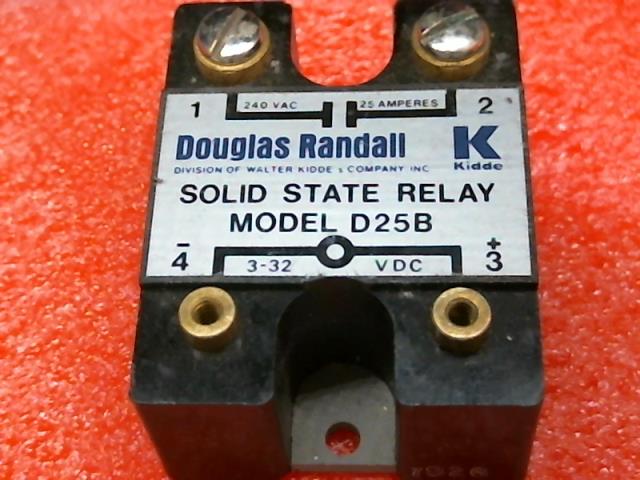 1 240 VAC 25 AMPERES 2
Douglas Randall K
DIVISION OF WALTER KIDDE & COMPANY INC Kidde
SOLID STATE RELAY
MODEL D25B
- +
4 3-32 VDC 3